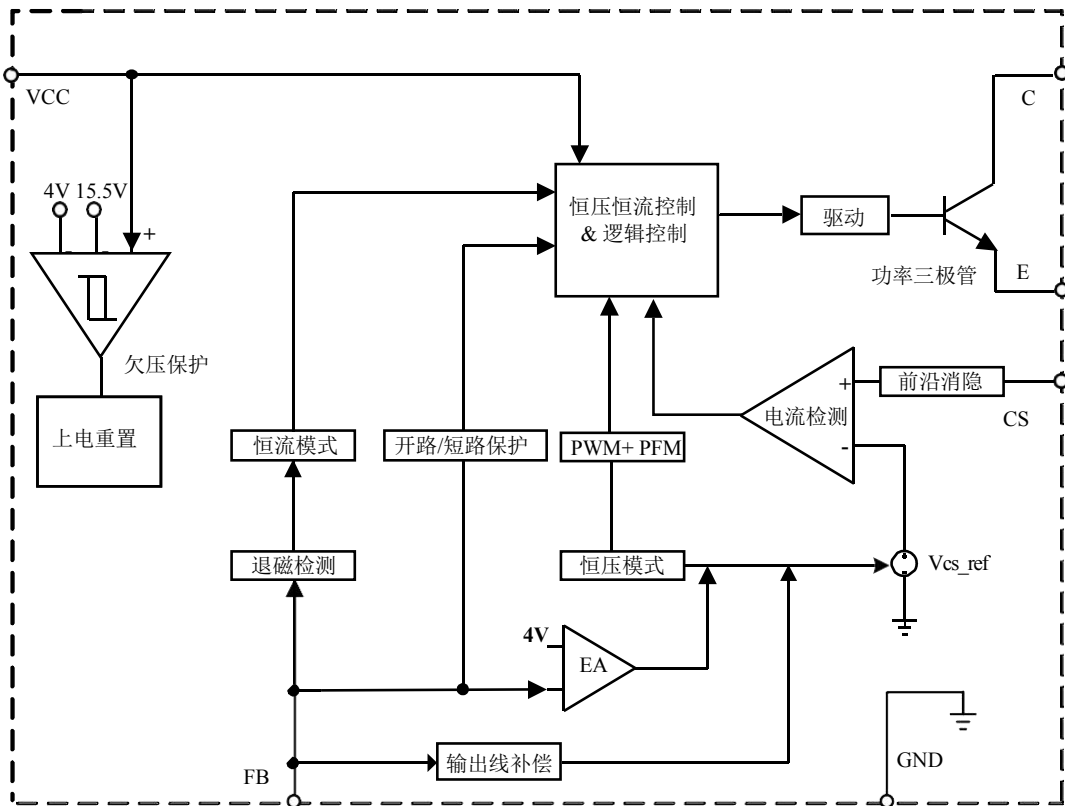 VCC
C
4V 15.5V
+
- -
恒压恒流控制
& 逻辑控制
驱动
功率三极管
E
欠压保护
上电重置
恒流模式
开路/短路保护
PWM+ PFM
+
电流检测
-
前沿消隐
CS
退磁检测
恒压模式
Vcs_ref
4V
EA
输出线补偿
FB
GND